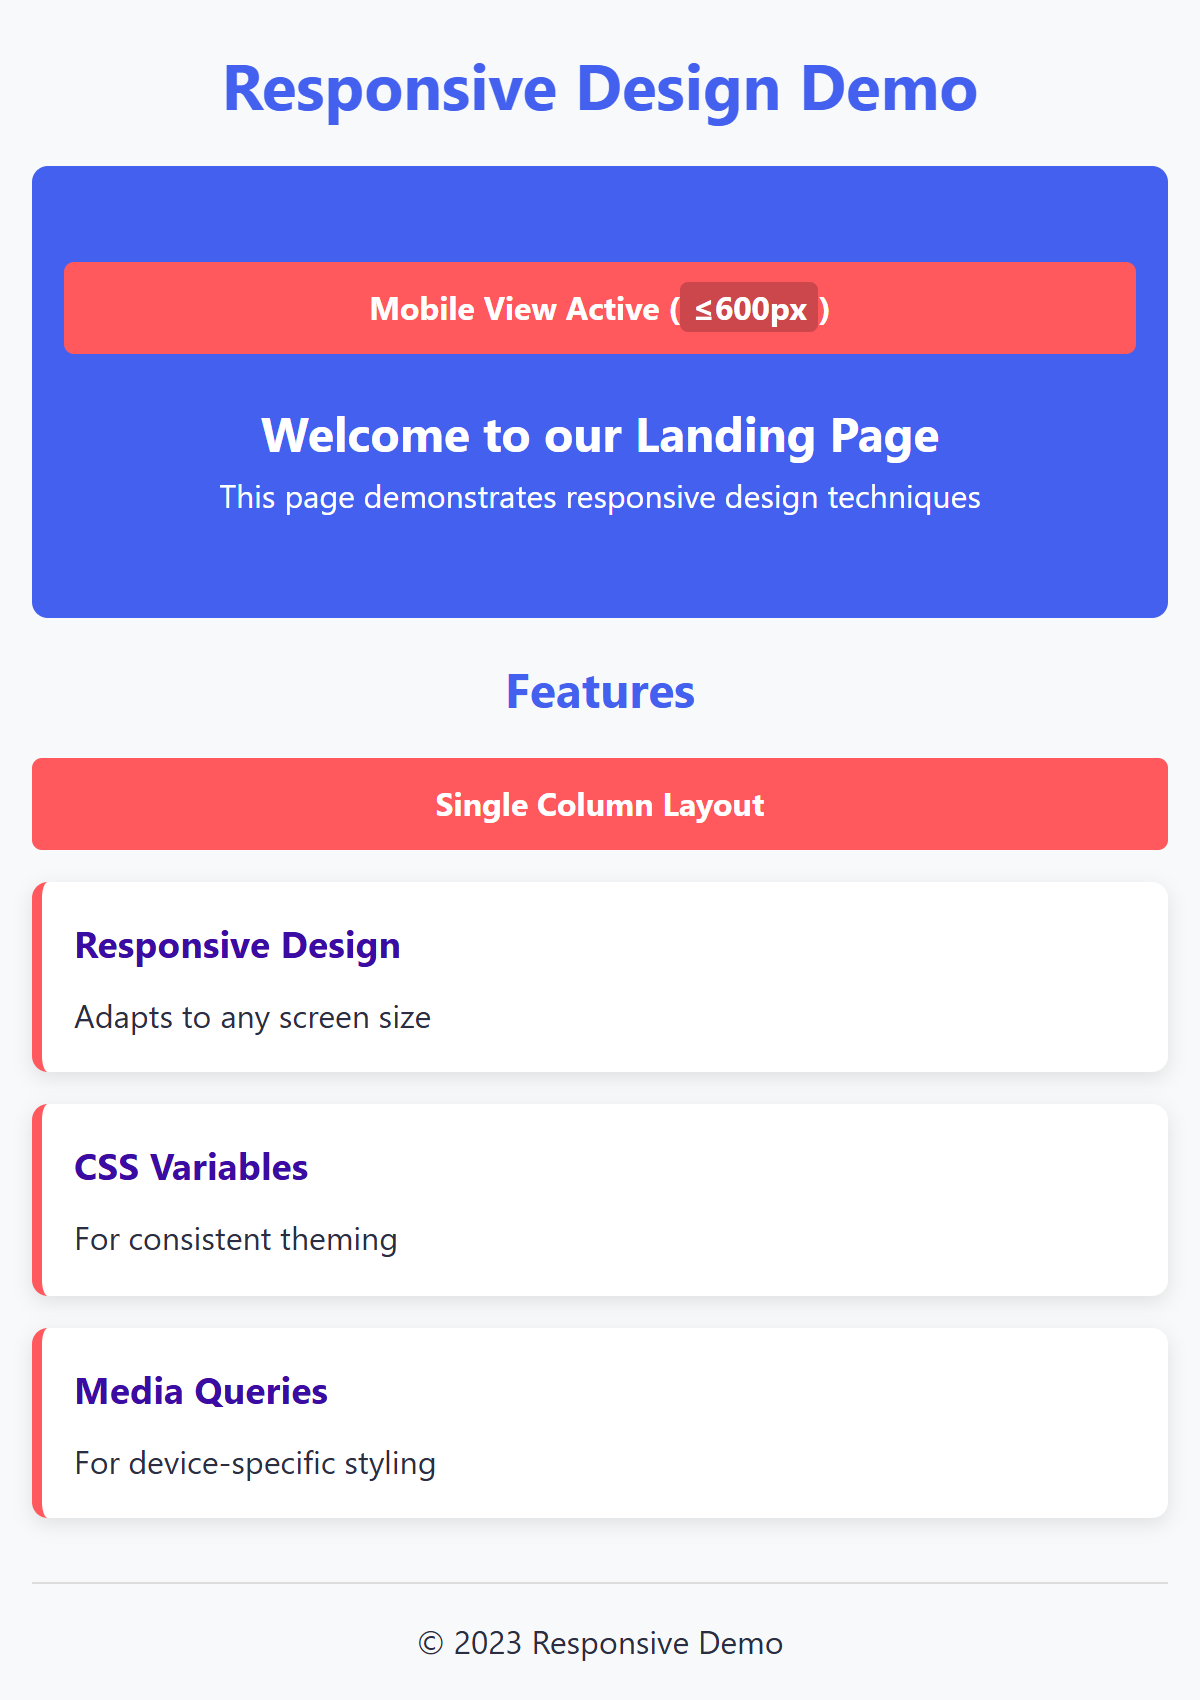 Responsive Design Demo
Mobile View Active (≤600px)
Welcome to our Landing Page
This page demonstrates responsive design techniques
Features
Single Column Layout
Responsive Design
Adapts to any screen size
CSS Variables
For consistent theming
Media Queries
For device-specific styling
© 2023 Responsive Demo